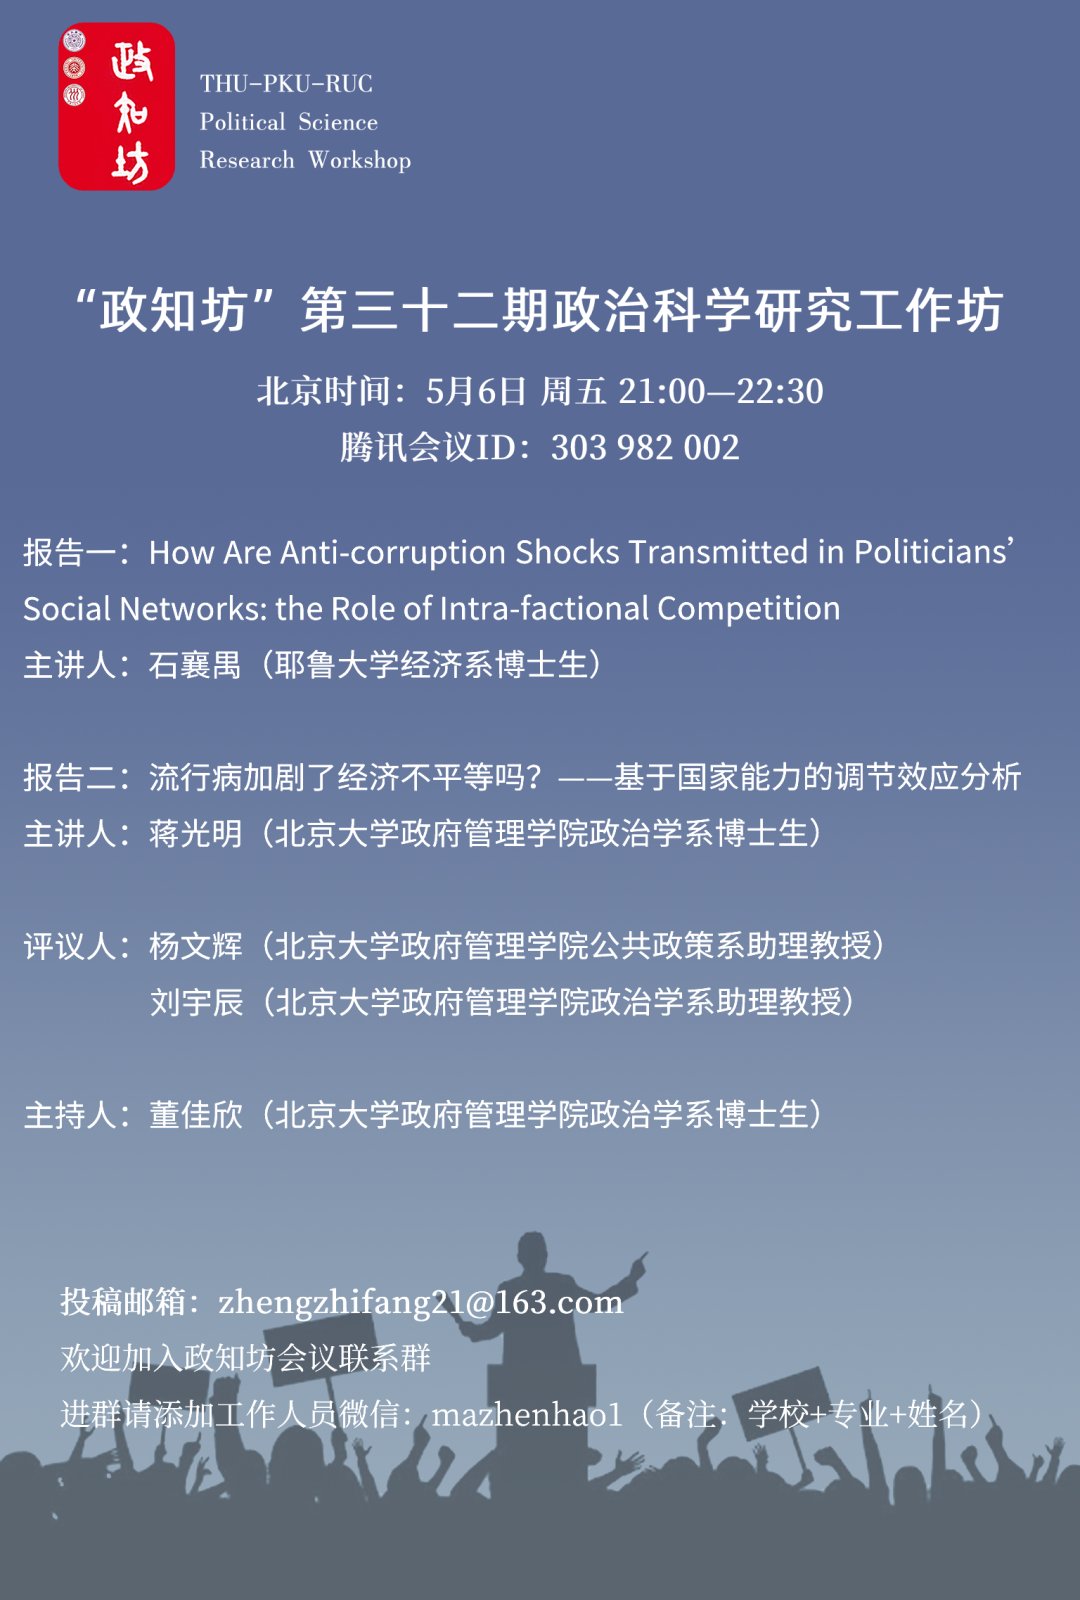 政知坊
THU-PKU-RUC
Political Science
Research Workshop
“政知坊”第三十二期政治科学研究工作坊
北京时间：5月6日 周五 21:00—22:30
腾讯会议ID：303 982 002
报告一：How Are Anti-corruption Shocks Transmitted in Politicians’
Social Networks: the Role of Intra-factional Competition
主讲人：石襄禺（耶鲁大学经济系博士生）
报告二：流行病加剧了经济不平等吗？——基于国家能力的调节效应分析
主讲人：蒋光明（北京大学政府管理学院政治学系博士生）
评议人：杨文辉（北京大学政府管理学院公共政策系助理教授）
刘宇辰（北京大学政府管理学院政治学系助理教授）
主持人：董佳欣（北京大学政府管理学院政治学系博士生）
投稿邮箱：zhengzhifang21@163.com
欢迎加入政知坊会议联系群
进群请添加工作人员微信：mazhenhao1（备注：学校+专业+姓名）